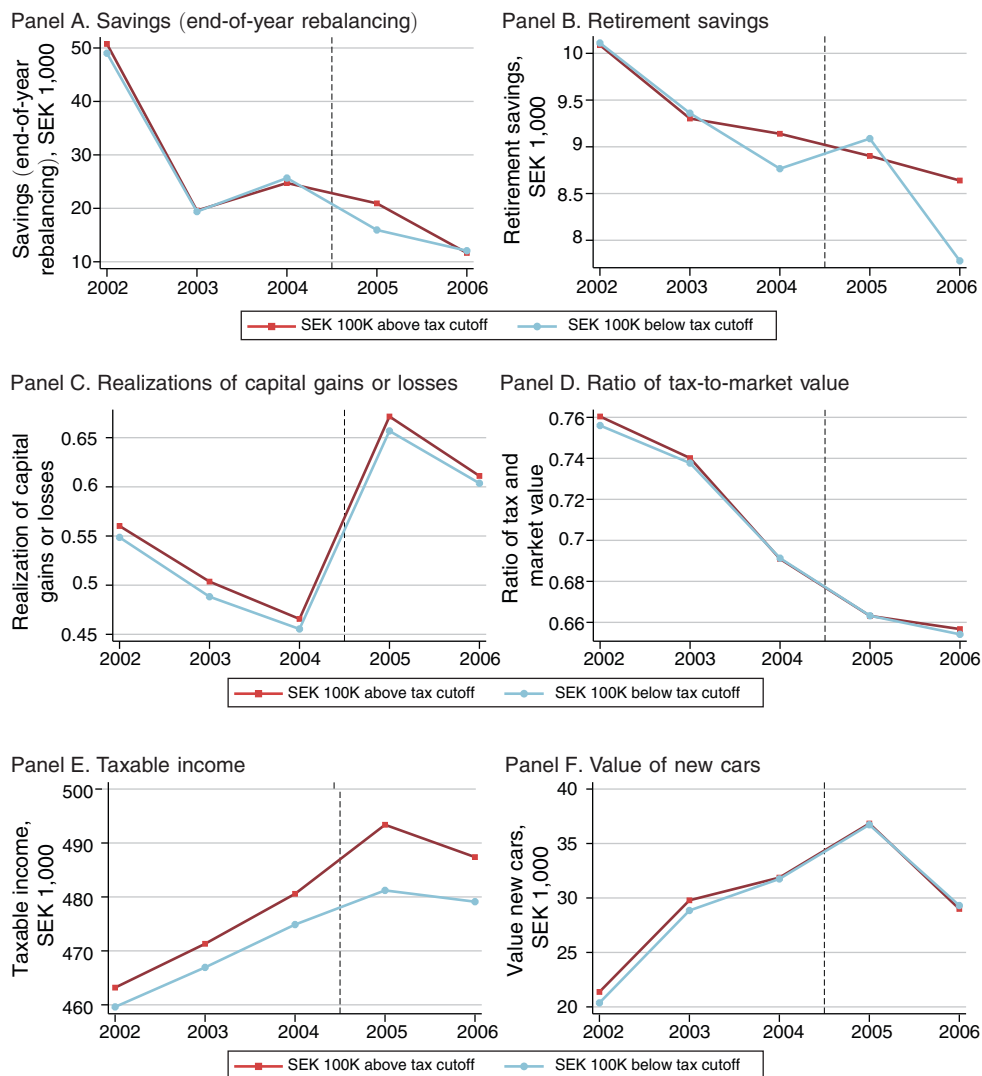 Panel A. Savings (end-of-year rebalancing)
Savings (end-of-year
rebalancing), SEK 1,000
50
40
30
20
10
2002 2003 2004 2005 2006
Panel B. Retirement savings
Retirement savings,
SEK 1,000
10
9.5
9
8.5
8
2002 2003 2004 2005 2006
SEK 100K above tax cutoff SEK 100K below tax cutoff
Panel C. Realizations of capital gains or losses
Realization of capital
gains or losses
0.65
0.6
0.55
0.5
0.45
2002 2003 2004 2005 2006
Panel D. Ratio of tax-to-market value
Ratio of tax and
market value
0.76
0.74
0.72
0.7
0.68
0.66
2002 2003 2004 2005 2006
SEK 100K above tax cutoff SEK 100K below tax cutoff
Panel E. Taxable income
Taxable income,
SEK 1,000
500
490
480
470
460
2002 2003 2004 2005 2006
Panel F. Value of new cars
Value new cars,
SEK 1,000
40
35
30
25
20
2002 2003 2004 2005 2006
SEK 100K above tax cutoff SEK 100K below tax cutoff